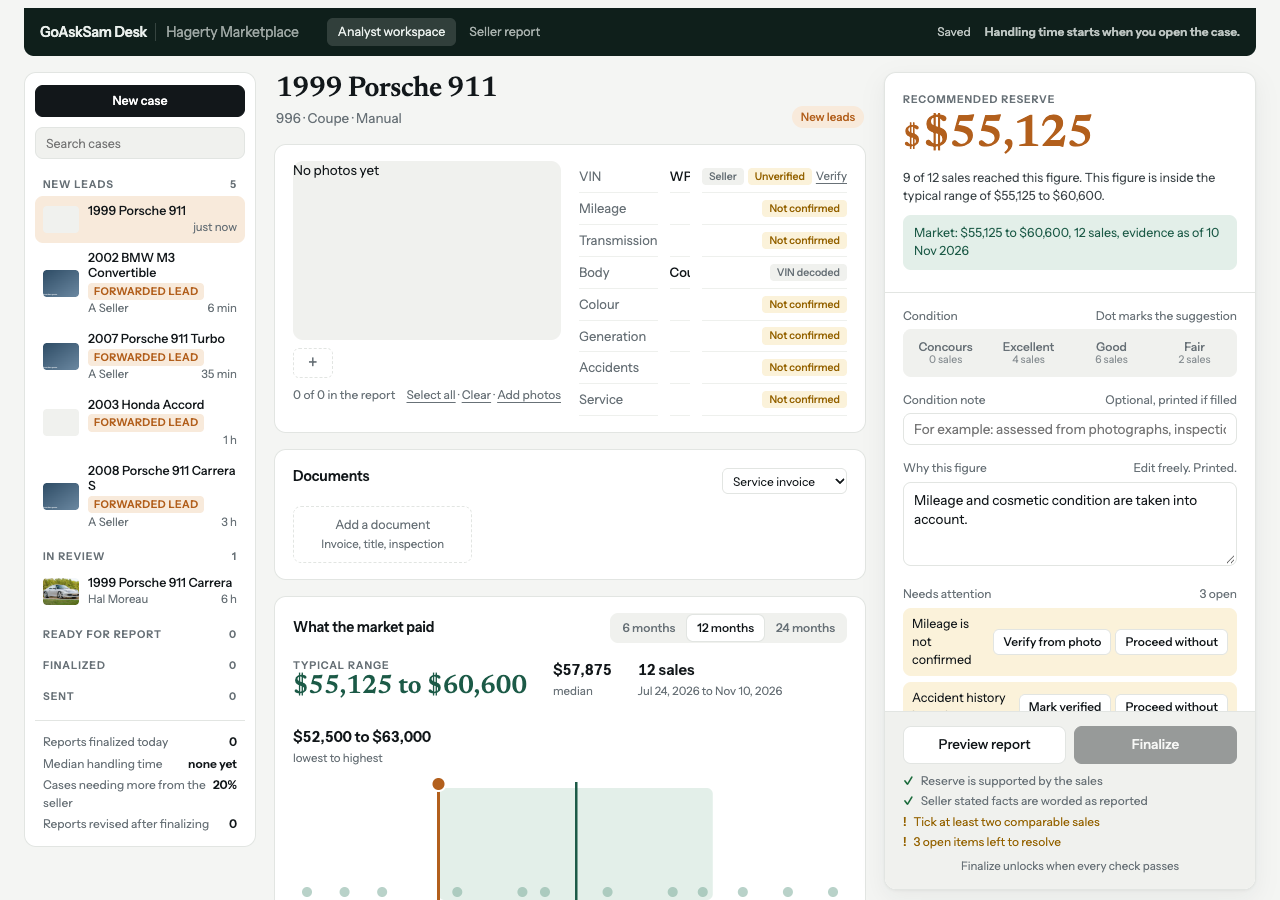 GoAskSam Desk Hagerty Marketplace Analyst workspace Seller report Saved Handling time starts when you open the case.
New case
Search cases
NEW LEADS 5
1999 Porsche 911
just now
2002 BMW M3
Convertible
FORWARDED LEAD
A Seller 6 min
2007 Porsche 911 Turbo
FORWARDED LEAD
A Seller 35 min
2003 Honda Accord
FORWARDED LEAD
1 h
2008 Porsche 911 Carrera
S
FORWARDED LEAD
A Seller 3 h
IN REVIEW 1
1999 Porsche 911 Carrera
Hal Moreau 6 h
READY FOR REPORT 0
FINALIZED 0
SENT 0
Reports finalized today 0
Median handling time none yet
Cases needing more from the 20%
seller
Reports revised after finalizing 0
1999 Porsche 911
996 · Coupe · Manual New leads
No photos yet
+
0 of 0 in the report Select all · Clear · Add photos
VIN WP Seller Unverified Verify
Mileage Not confirmed
Transmission Not confirmed
Body Cou VIN decoded
Colour Not confirmed
Generation Not confirmed
Accidents Not confirmed
Service Not confirmed
Documents Service invoice
Add a document
Invoice, title, inspection
What the market paid 6 months 12 months 24 months
TYPICAL RANGE
$55,125 to $60,600
$57,875
median
12 sales
Jul 24, 2026 to Nov 10, 2026
$52,500 to $63,000
lowest to highest
RECOMMENDED RESERVE
$ $55,125
9 of 12 sales reached this figure. This figure is inside the
typical range of $55,125 to $60,600.
Market: $55,125 to $60,600, 12 sales, evidence as of 10
Nov 2026
Condition Dot marks the suggestion
Concours Excellent Good Fair
0 sales 4 sales 6 sales 2 sales
Condition note Optional, printed if filled
For example: assessed from photographs, inspectic
Why this figure Edit freely. Printed.
Mileage and cosmetic condition are taken into
account.
Needs attention 3 open
Mileage is
not
confirmed
Verify from photo Proceed without
Accident history
Mark verified Proceed without
Preview report Finalize
✓ Reserve is supported by the sales
✓ Seller stated facts are worded as reported
! Tick at least two comparable sales
! 3 open items left to resolve
Finalize unlocks when every check passes